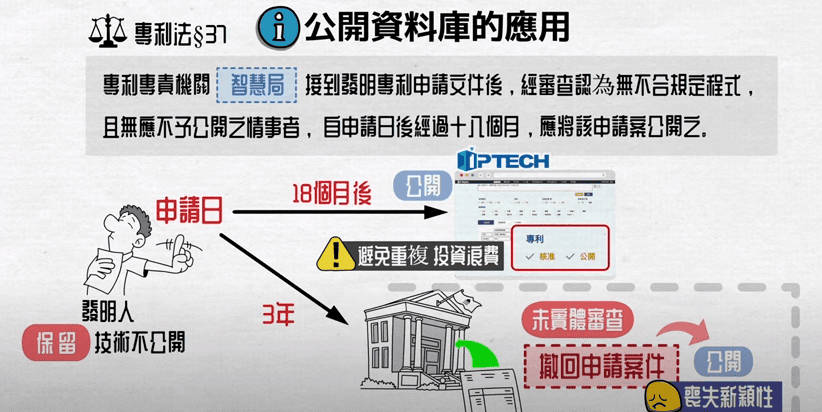 專利法§37
公開資料庫的應用
專利專責機關 智慧局 接到發明專利申請文件後，經審查認為無不合規定程式，
且無應不予公開之情事者，自申請日後經過十八個月，應將該申請案公開之。
IPTECH
申請日
18個月後
公開
專利
核准
公開
避免重複投資浪費
發明人
保留 技術不公開
3年
未實體審查
撤回申請案件
公開
喪失新穎性